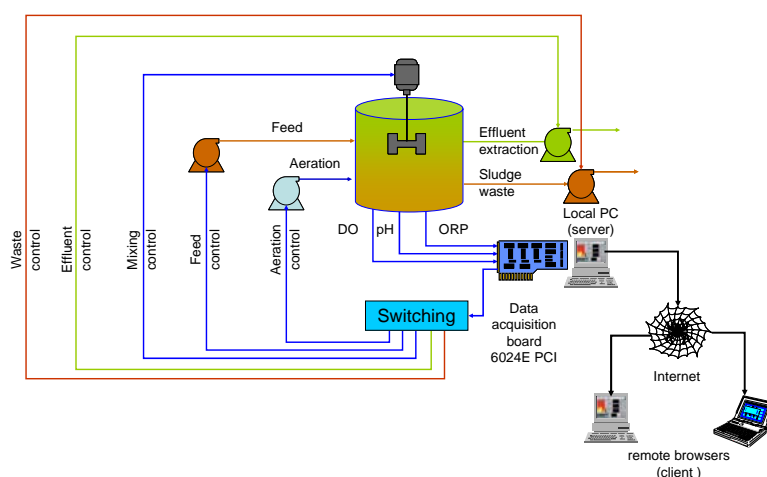 Feed
Aeration
Effluent
extraction
Sludge
waste
Local PC
(server)
DO
pH
ORP
Waste
control
Effluent
control
Mixing
control
Feed
control
Aeration
control
Switching
Data
acquisition
board
6024E PCI
Internet
remote browsers
(client )